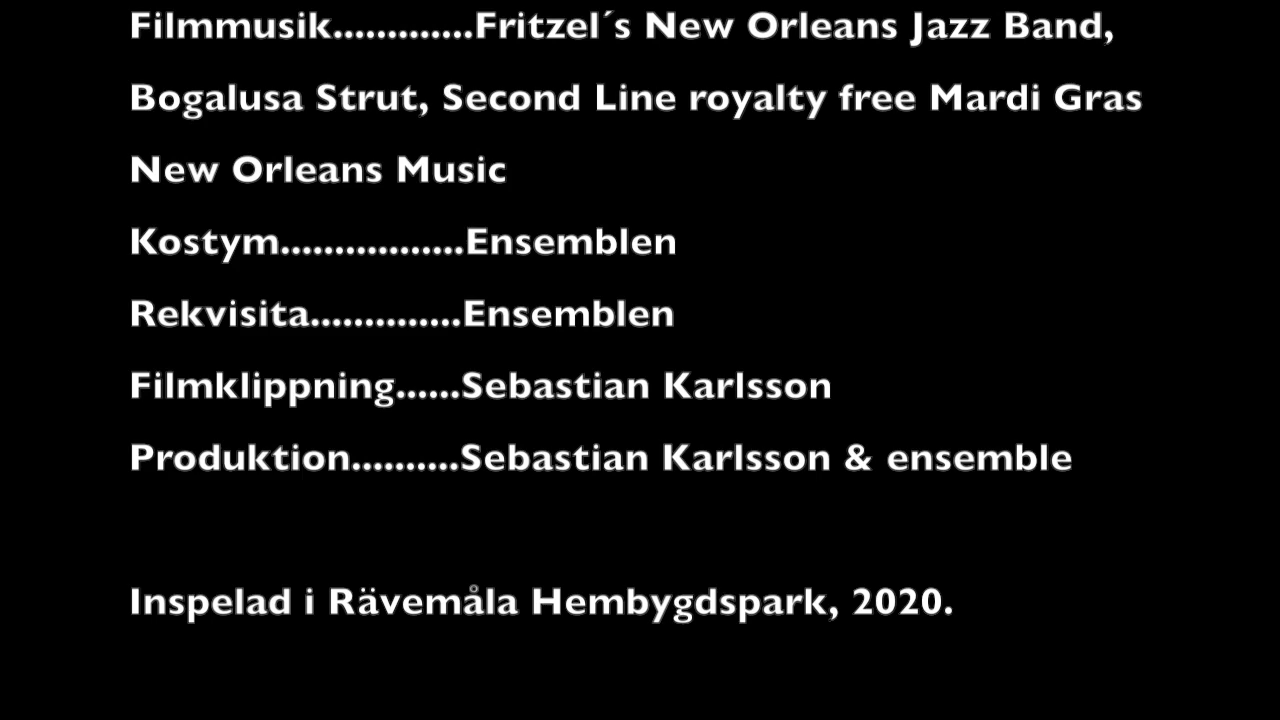 Filmmusik.............Fritzel´s New Orleans Jazz Band,
Bogalusa Strut, Second Line royalty free Mardi Gras
New Orleans Music
Kostym.................Ensemblen
Rekvisita..............Ensemblen
Filmklippning......Sebastian Karlsson
Produktion..........Sebastian Karlsson & ensemble
Inspelad i Rävemåla Hembygdspark, 2020.